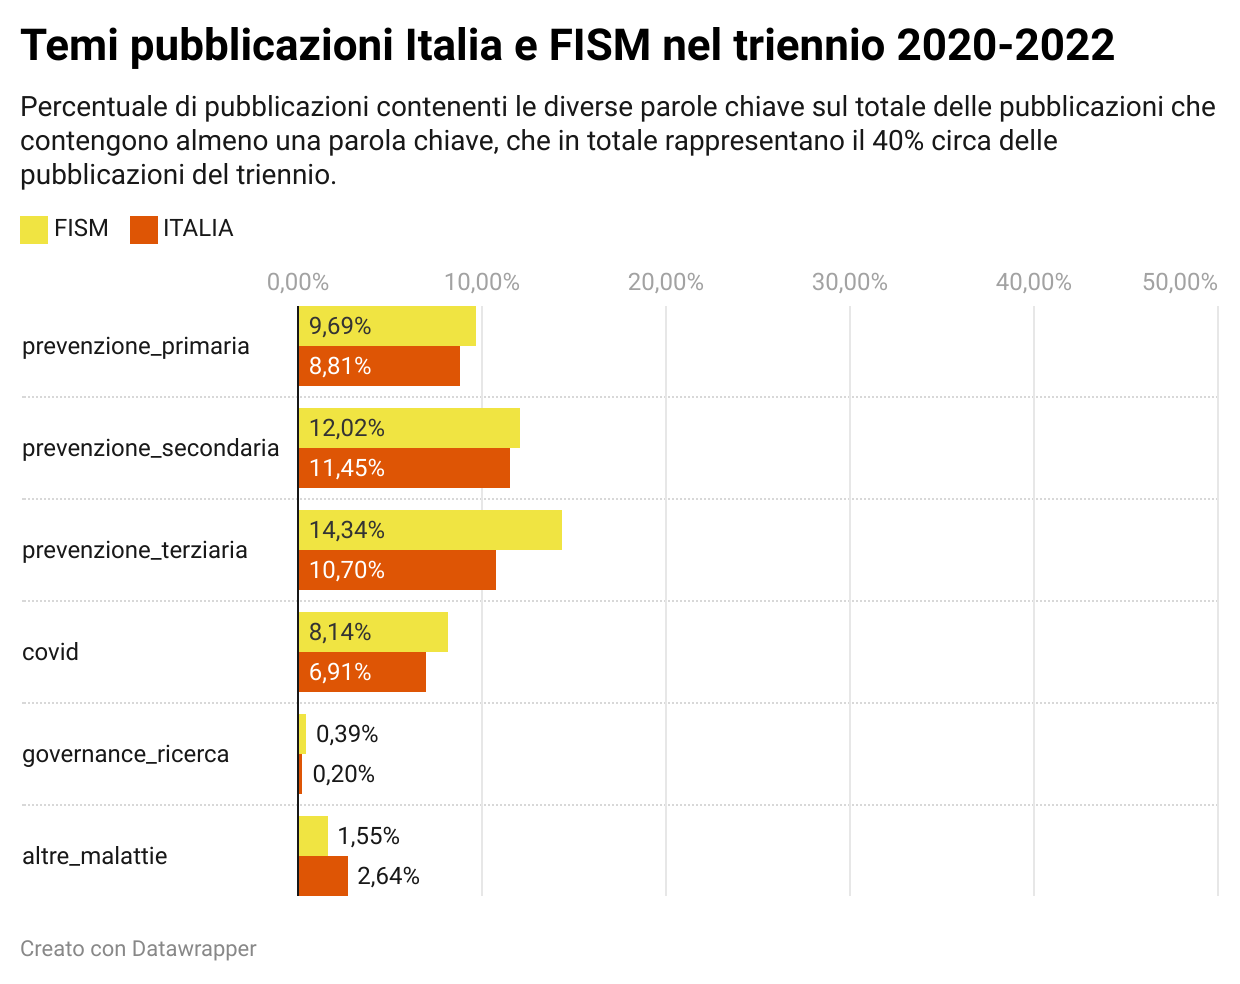 Temi pubblicazioni Italia e FISM nel triennio 2020-2022
Percentuale di pubblicazioni contenenti le diverse parole chiave sul totale delle pubblicazioni che
contengono almeno una parola chiave, che in totale rappresentano il 40% circa delle
pubblicazioni del triennio.
FISM ITALIA
0,00% 10,00% 20,00% 30,00% 40,00% 50,00%
prevenzione_primaria
9,69%
8,81%
prevenzione_secondaria
12,02%
11,45%
prevenzione_terziaria
14,34%
10,70%
covid
8,14%
6,91%
governance_ricerca
0,39%
0,20%
altre_malattie
1,55%
2,64%
Creato con Datawrapper